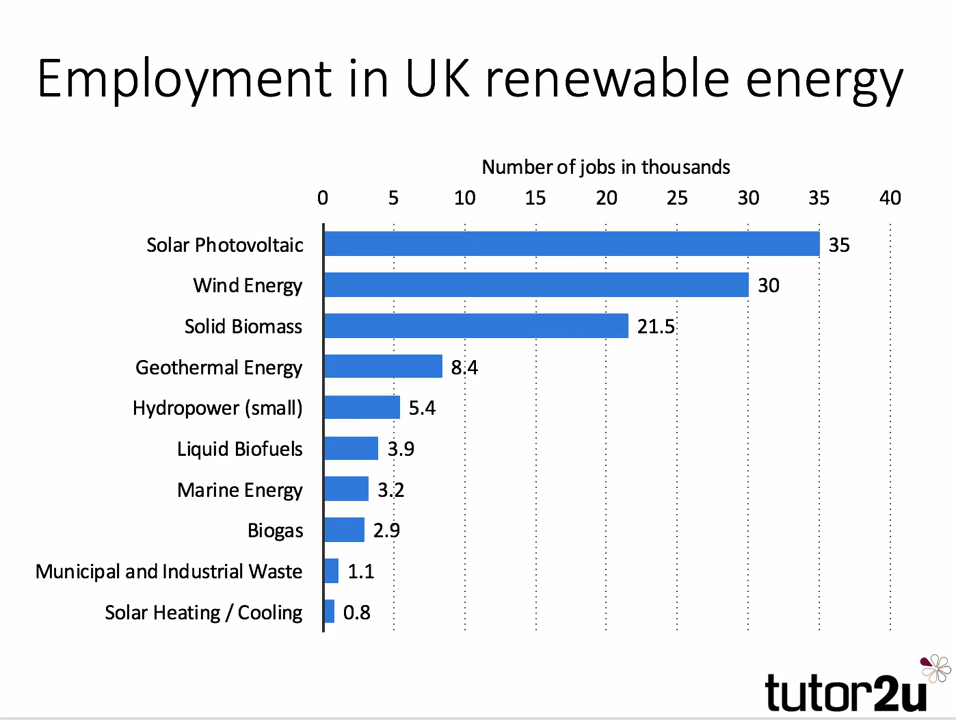 Employment in UK renewable energy
Number of jobs in thousands
0 5 10 15 20 25 30 35 40
Solar Photovoltaic 35
Wind Energy 30
Solid Biomass 21.5
Geothermal Energy 8.4
Hydropower (small) 5.4
Liquid Biofuels 3.9
Marine Energy 3.2
Biogas 2.9
Municipal and Industrial Waste 1.1
Solar Heating / Cooling 0.8
tutor2u